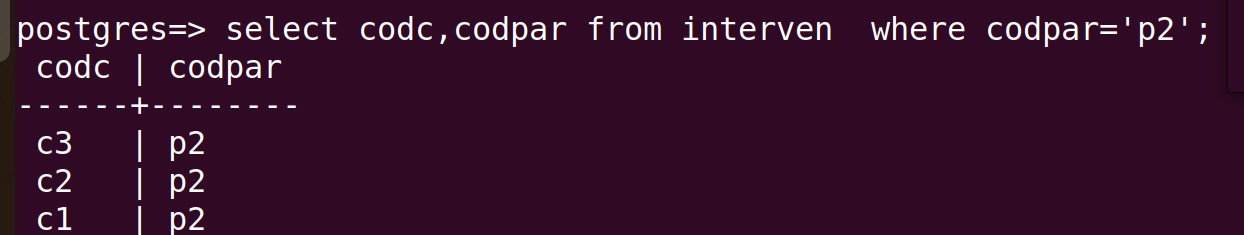 postgres=> select codc,codpar from interven  where codpar='p2';
 codc | codpar
------+--------
 c3   | p2
 c2   | p2
 c1   | p2